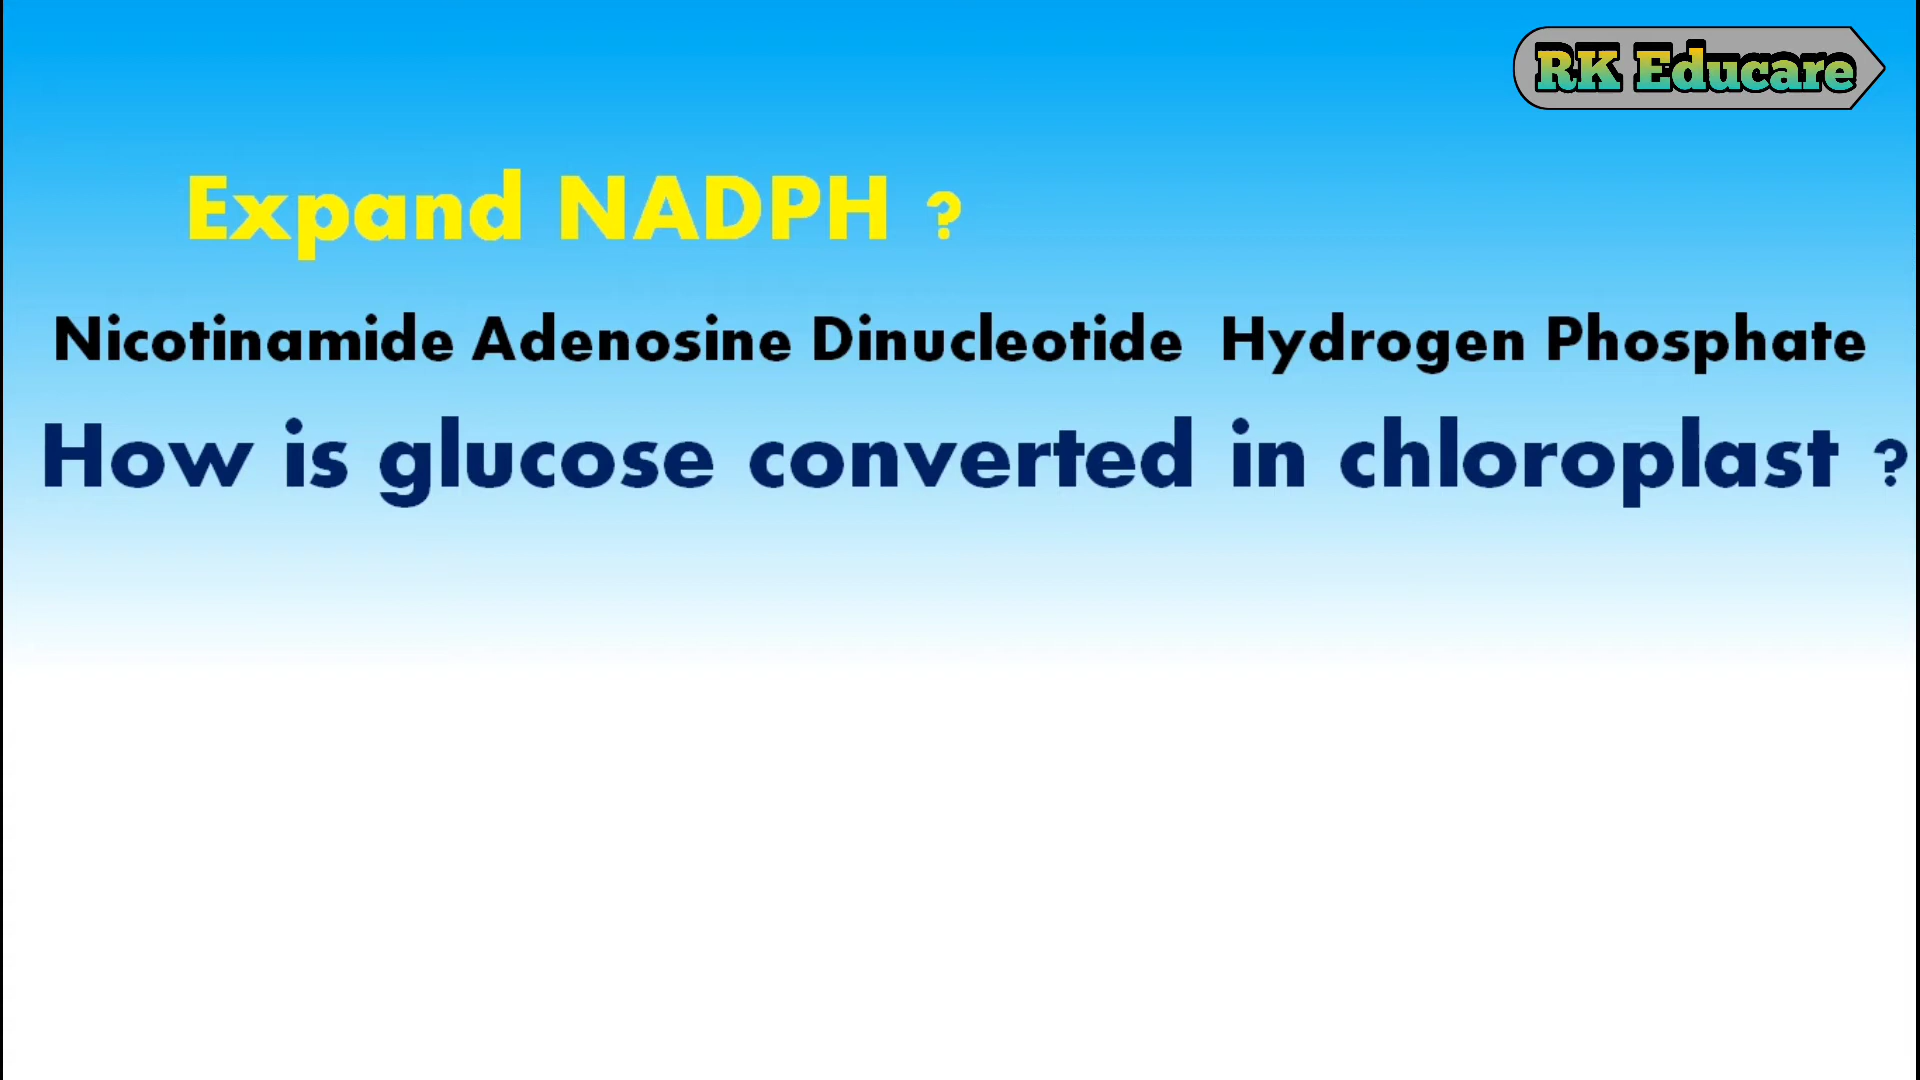 RK Educare
Expand NADPH ?
Nicotinamide Adenosine Dinucleotide Hydrogen Phosphate
How is glucose converted in chloroplast ?